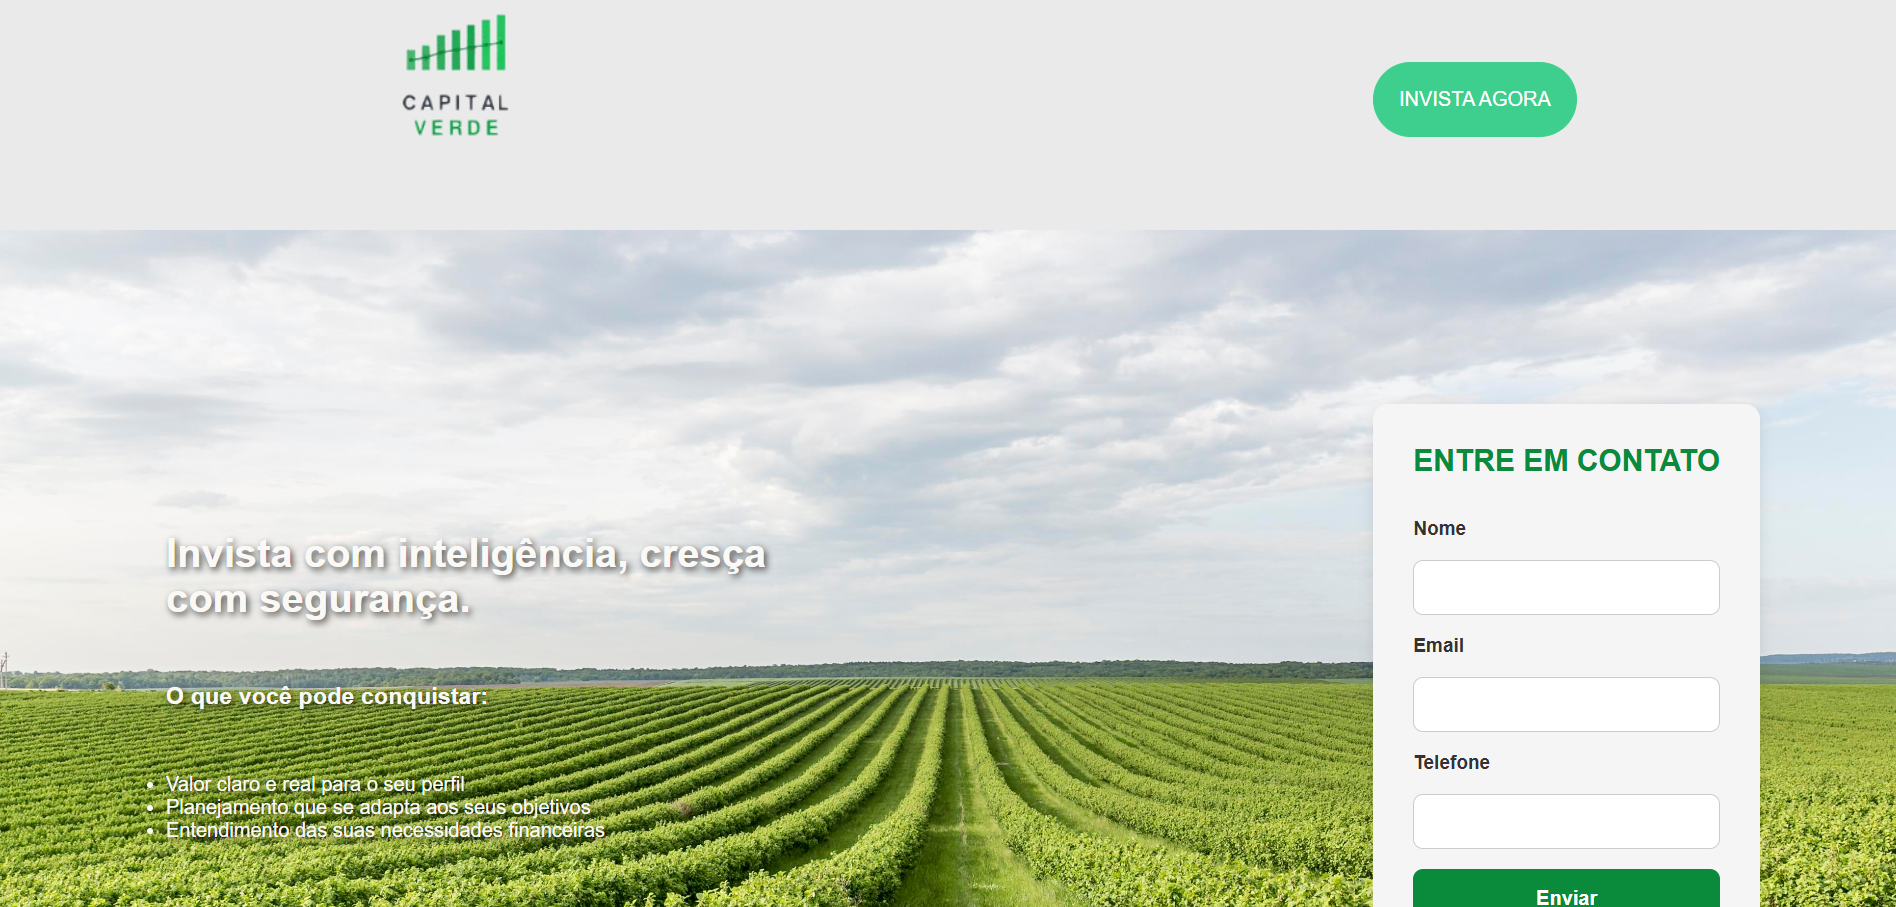 CAPITAL
VERDE
INVISTA AGORA
Invista com inteligência, cresça
com segurança.
O que você pode conquistar:
Valor claro e real para o seu perfil
Planejamento que se adapta aos seus objetivos
Entendimento das suas necessidades financeiras
ENTRE EM CONTATO
Nome
Email
Telefone
Enviar